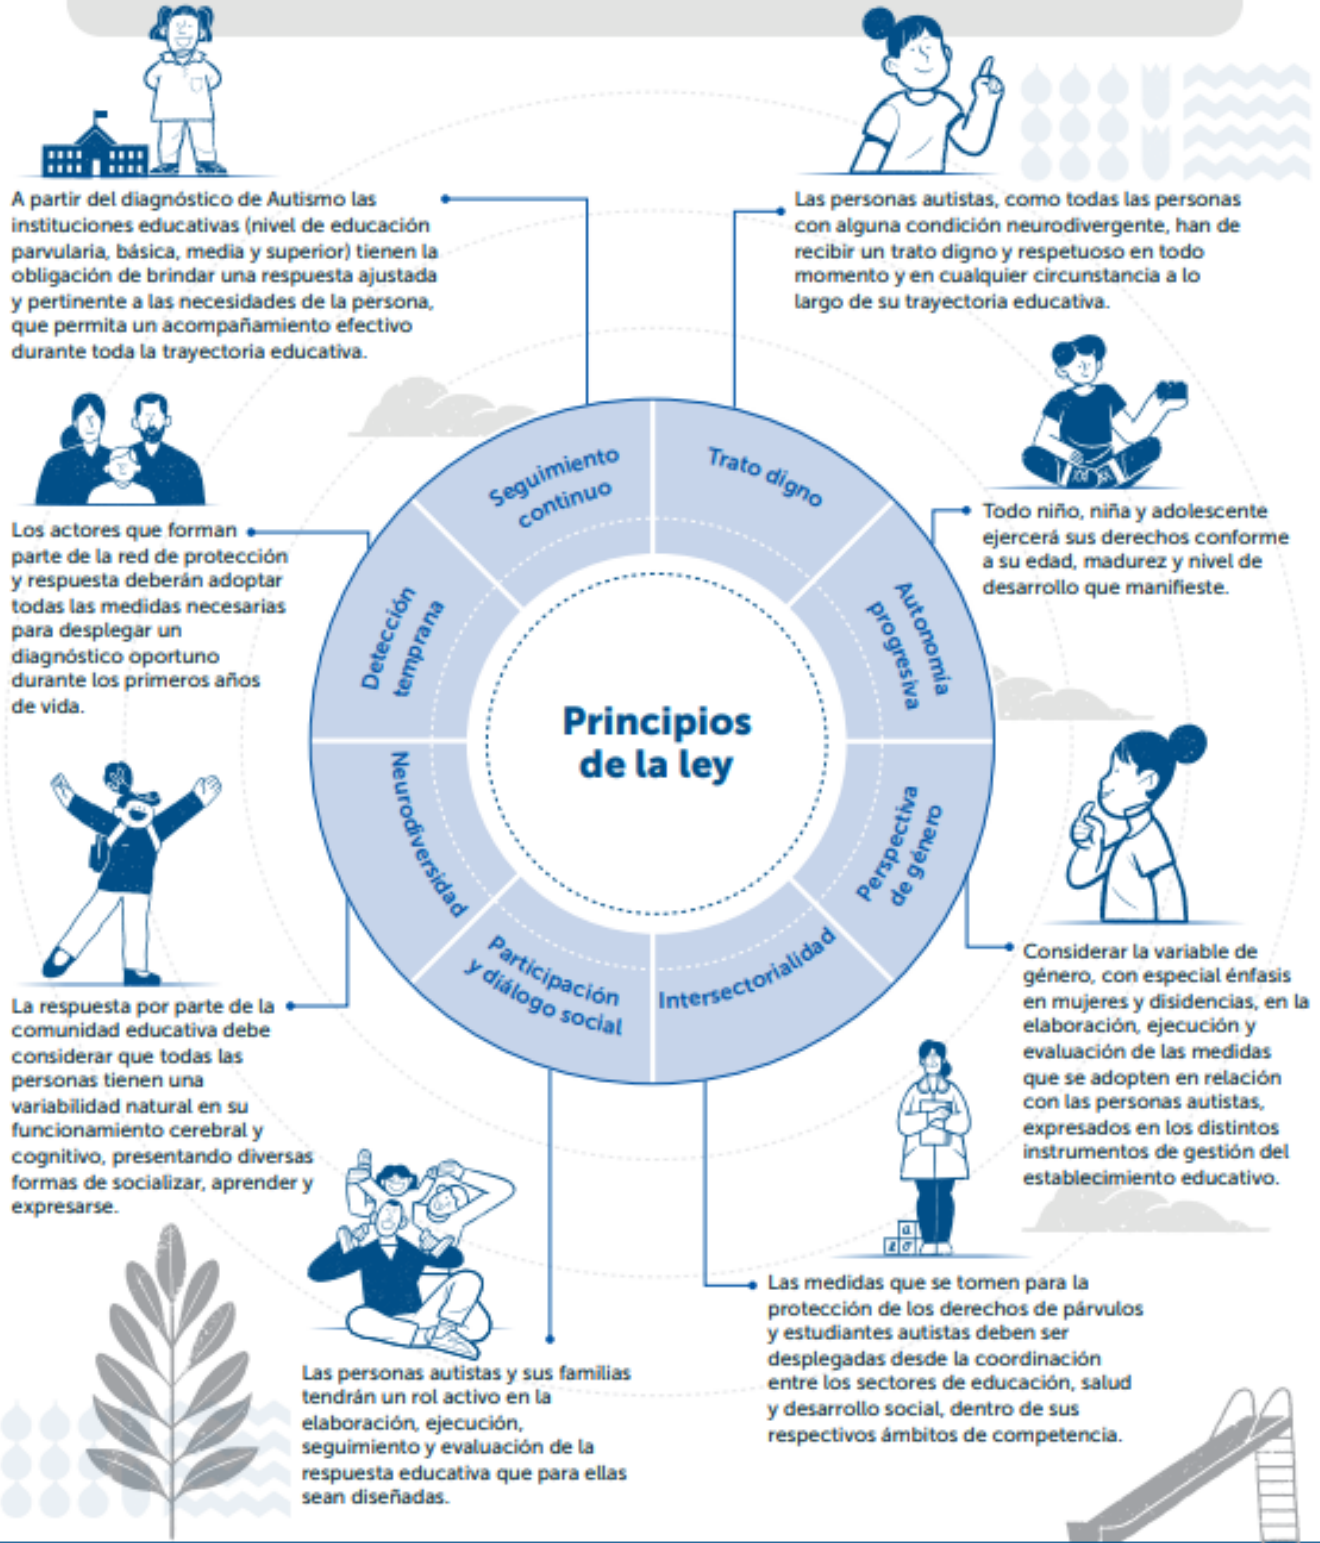 A partir del diagnóstico de Autismo las
instituciones educativas (nivel de educación
parvularia, básica, media y superior) tienen la
obligación de brindar una respuesta ajustada
y pertinente a las necesidades de la persona,
que permita un acompañamiento efectivo
durante toda la trayectoria educativa.
Las personas autistas, como todas las personas
con alguna condición neurodivergente, han de
recibir un trato digno y respetuoso en todo
momento y en cualquier circunstancia a lo
largo de su trayectoria educativa.
Los actores que forman
parte de la red de protección
y respuesta deberán adoptar
todas las medidas necesarias
para desplegar un
diagnóstico oportuno
durante los primeros años
de vida.
Todo niño, niña y adolescente
ejercerá sus derechos conforme
a su edad, madurez y nivel de
desarrollo que manifieste.
Seguimiento
continuo
Trato digno
Detección
temprana
Autonomía
progresiva
Principios
de la ley
Neurodiversidad
Perspectiva
de género
Participación
y diálogo social
Intersectorialidad
La respuesta por parte de la
comunidad educativa debe
considerar que todas las
personas tienen una
variabilidad natural en su
funcionamiento cerebral y
cognitivo, presentando diversas
formas de socializar, aprender y
expresarse.
Considerar la variable de
género, con especial énfasis
en mujeres y disidencias, en la
elaboración, ejecución y
evaluación de las medidas
que se adopten en relación
con las personas autistas,
expresados en los distintos
instrumentos de gestión del
establecimiento educativo.
Las personas autistas y sus familias
tendrán un rol activo en la
elaboración, ejecución,
seguimiento y evaluación de la
respuesta educativa que para ellas
sean diseñadas.
Las medidas que se tomen para la
protección de los derechos de párvulos
y estudiantes autistas deben ser
desplegadas desde la coordinación
entre los sectores de educación, salud
y desarrollo social, dentro de sus
respectivos ámbitos de competencia.